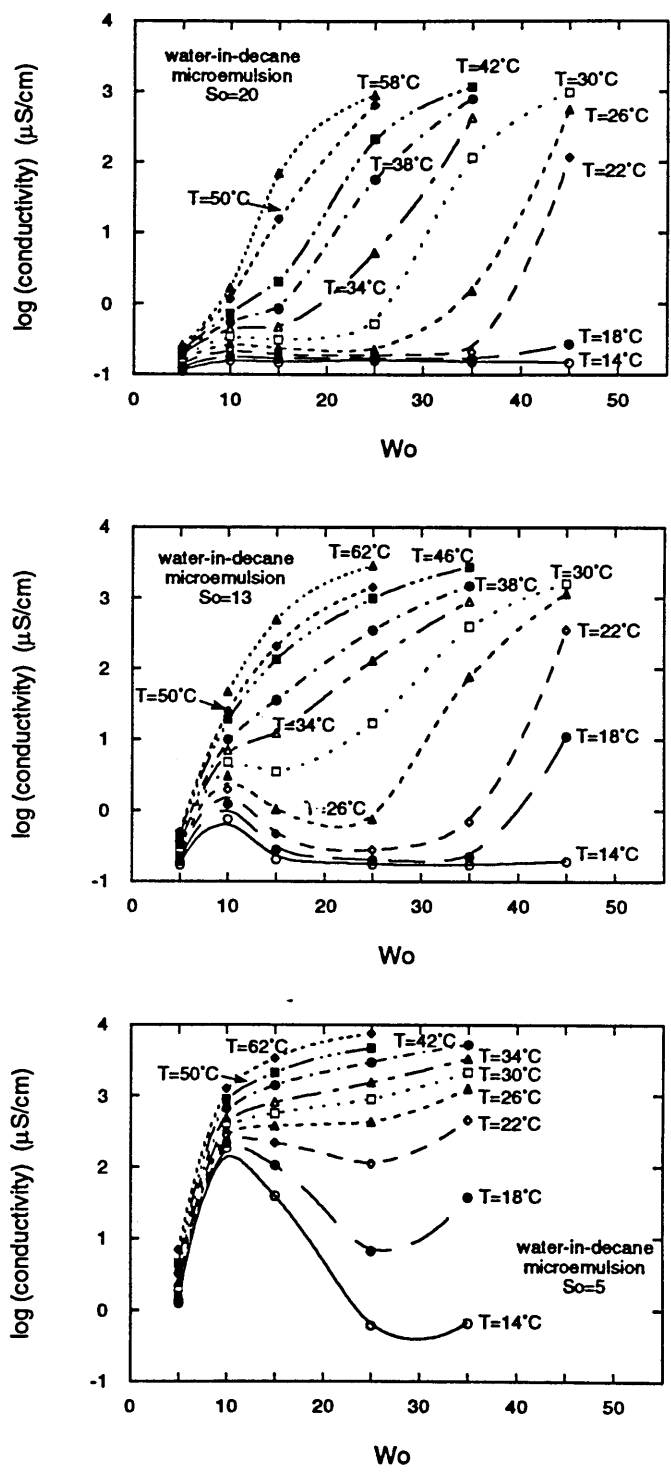 water-in-decane
microemulsion
So=20
T=58°C
T=42°C
T=30°C
T=26°C
T=22°C
T=38°C
T=50°C
T=34°C
T=18°C
T=14°C
log (conductivity) (μS/cm)
4
3
2
1
0
-1
0
10
20
30
40
50
Wo
water-in-decane
microemulsion
So=13
T=62°C
T=46°C
T=30°C
T=38°C
T=22°C
T=50°C
T=34°C
T=18°C
T=26°C
T=14°C
log (conductivity) (μS/cm)
4
3
2
1
0
-1
0
10
20
30
40
50
Wo
T=62°C
T=42°C
T=50°C
T=34°C
T=30°C
T=26°C
T=22°C
T=18°C
water-in-decane
microemulsion
So=5
T=14°C
log (conductivity) (μS/cm)
4
3
2
1
0
-1
0
10
20
30
40
50
Wo